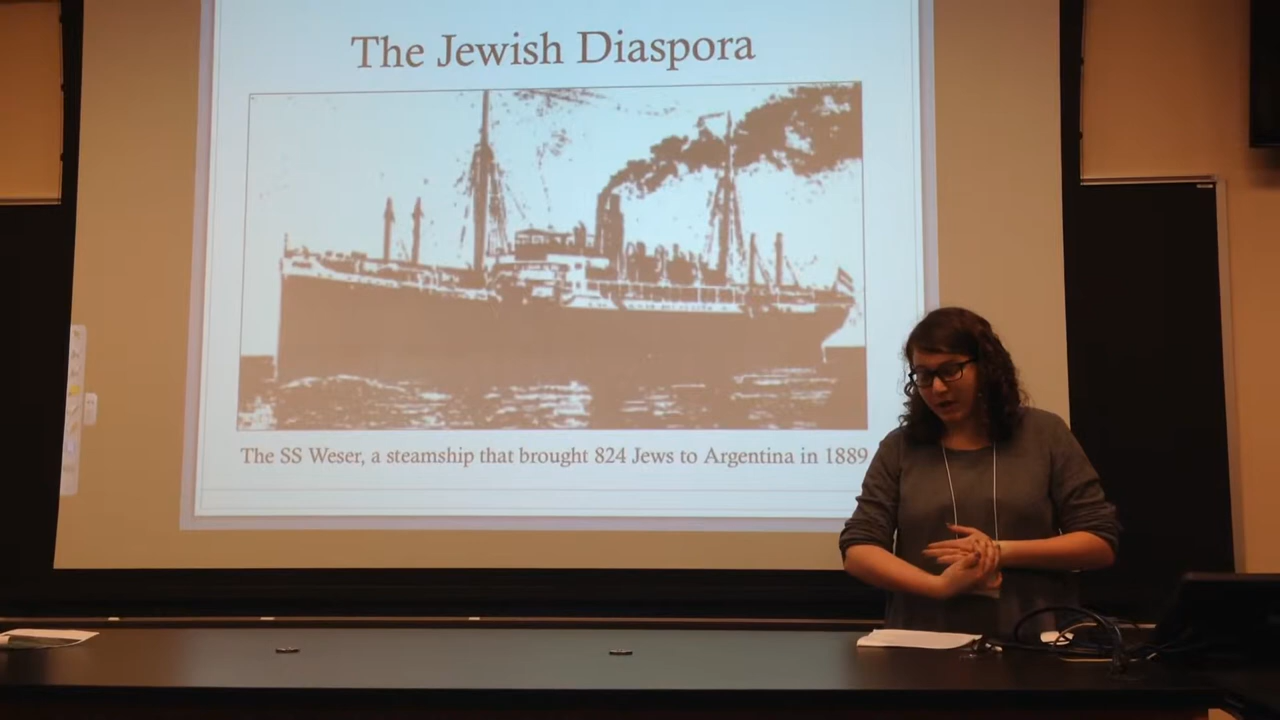 The Jewish Diaspora
The SS Weser, a steamship that brought 824 Jews to Argentina in 1889